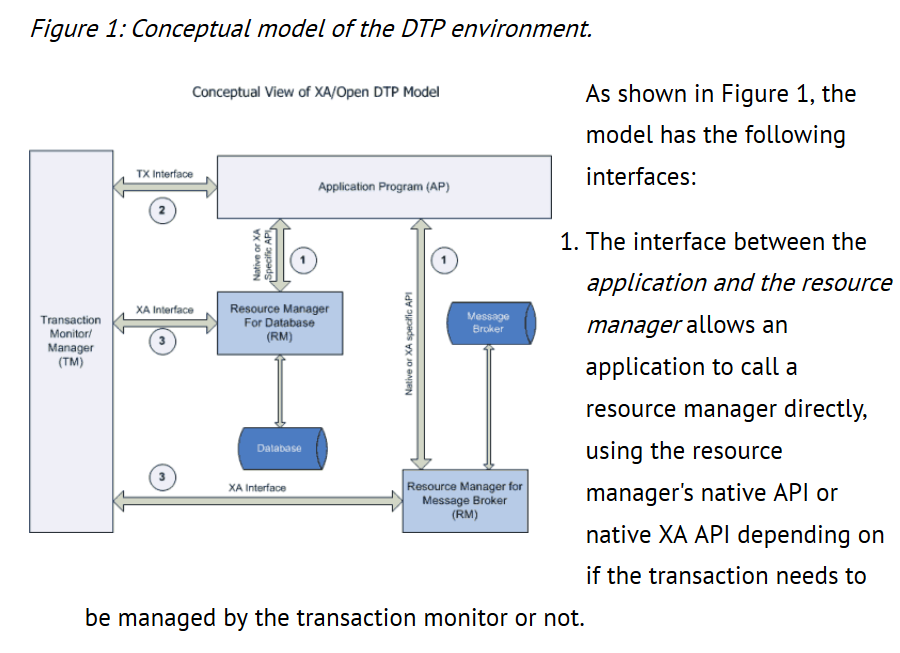 Figure 1: Conceptual model of the DTP environment.
Conceptual View of XA/Open DTP Model
As shown in Figure 1, the
model has the following
interfaces:
TX Interface
2
Application Program (AP)
Native or XA
Specific API
1
1
Native or XA specific API
XA Interface
3
Resource Manager
For Database
(RM)
Message
Broker
Transaction
Monitor/
Manager
(TM)
Database
3
XA Interface
Resource Manager for
Message Broker
(RM)
1. The interface between the
application and the resource
manager allows an
application to call a
resource manager directly,
using the resource
manager's native API or
native XA API depending on
if the transaction needs to
be managed by the transaction monitor or not.